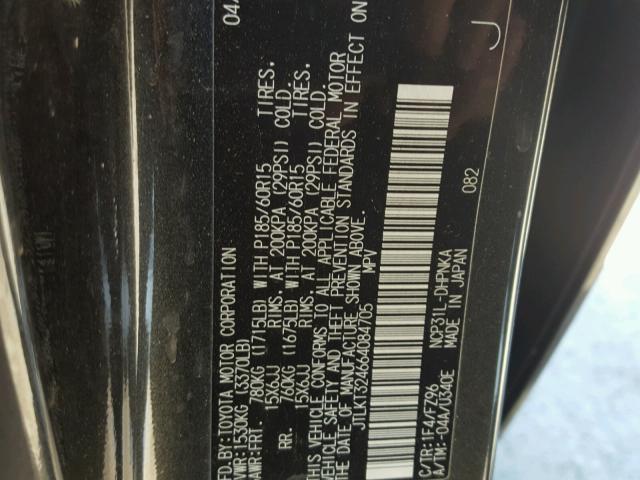 04/
MFD.BY:TOYOTA MOTOR CORPORATION
GVWR:1530KG (3370LB)
GAWR:FRT. 780KG (1715LB) WITH P185/60R15 TIRES.
15X6JJ RIMS. AT 200KPA (29PSI) COLD.
RR. 760KG (1675LB) WITH P185/60R15 TIRES.
15X6JJ RIMS. AT 200KPA (29PSI) COLD.
THIS VEHICLE CONFORMS TO ALL APPLICABLE FEDERAL MOTOR
VEHICLE SAFETY AND THEFT PREVENTION STANDARDS IN EFFECT ON
THE DATE OF MANUFACTURE SHOWN ABOVE.
JTLKT324664084705 MPV
J
082
C/TR:1F4/FZ96 NCP31L-DHPNKA
A/TM:-04A/U340E MADE IN JAPAN